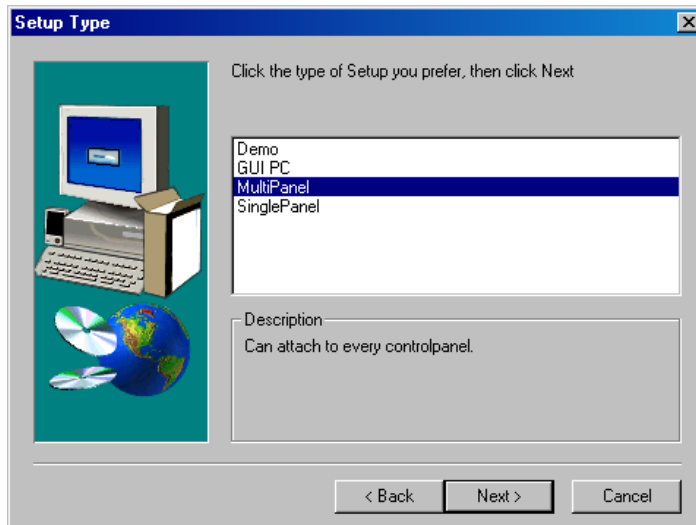 Setup Type
Click the type of Setup you prefer, then click Next
Demo
GUI PC
MultiPanel
SinglePanel
Description
Can attach to every controlpanel.
< Back
Next >
Cancel